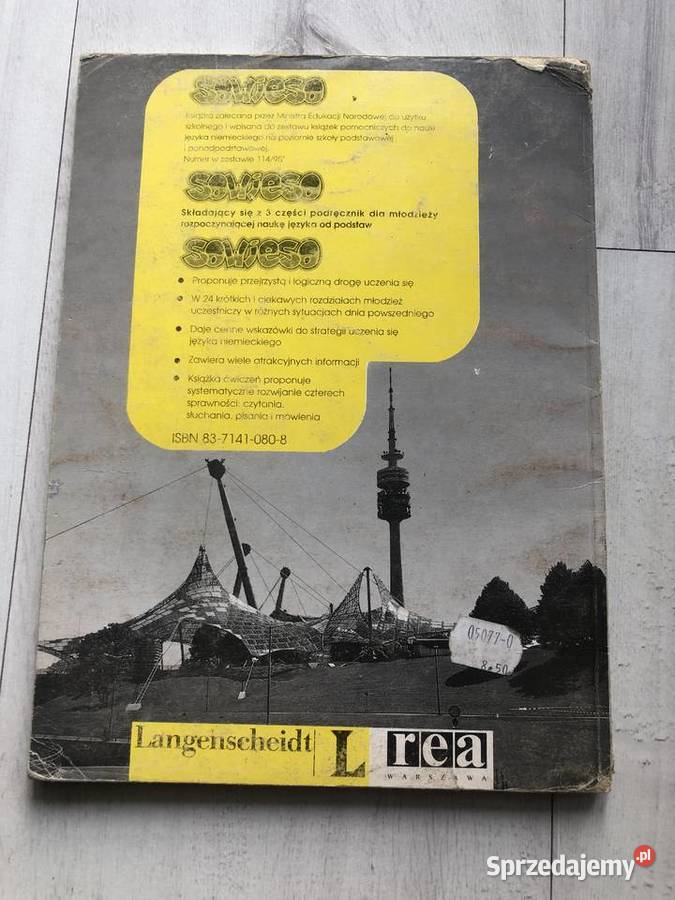 sowieso
Książka zalecana przez Ministra Edukacji Narodowej do użytku
szkolnego i wpisana do zestawu książek pomocniczych do nauki
języka niemieckiego na poziomie szkoły podstawowej
i ponadpodstawowej.
Numer w zestawie 114/95"
sowieso
Składający się z 3 części podręcznik dla młodzieży
rozpoczynającej naukę języka od podstaw
sowieso
• Proponuje przejrzystą i logiczną drogę uczenia się
• W 24 krótkich i ciekawych rozdziałach młodzież
uczestniczy w różnych sytuacjach dnia powszedniego
• Daje cenne wskazówki do strategii uczenia się
języka niemieckiego
• Zawiera wiele atrakcyjnych informacji
• Książka ćwiczeń proponuje
systematyczne rozwijanie czterech
sprawności: czytania,
słuchania, pisania i mówienia
ISBN 83-7141-080-8
05077-0
8.50
Langenscheidt L rea
WARSZAWA
Sprzedajemy.pl